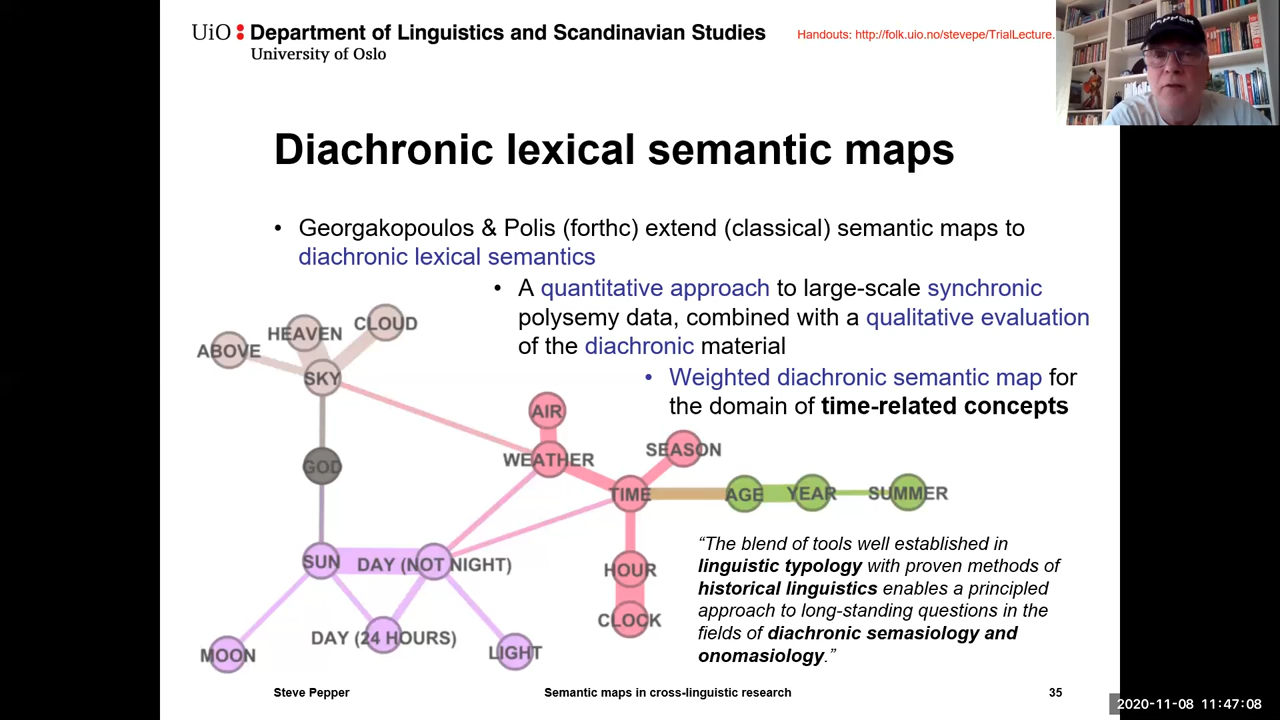 UiO : Department of Linguistics and Scandinavian Studies
University of Oslo
Handouts: http://folk.uio.no/stevepe/TrialLecture.
Diachronic lexical semantic maps
• Georgakopoulos & Polis (forthc) extend (classical) semantic maps to
diachronic lexical semantics
• A quantitative approach to large-scale synchronic
polysemy data, combined with a qualitative evaluation
of the diachronic material
• Weighted diachronic semantic map for
the domain of time-related concepts
CLOUD
HEAVEN
ABOVE
SKY
AIR
SEASON
WEATHER
GOD
TIME
AGE
YEAR
SUMMER
SUN
DAY (NOT NIGHT)
HOUR
CLOCK
DAY (24 HOURS)
MOON
LIGHT
“The blend of tools well established in
linguistic typology with proven methods of
historical linguistics enables a principled
approach to long-standing questions in the
fields of diachronic semasiology and
onomasiology.”
Steve Pepper
Semantic maps in cross-linguistic research
35
2020-11-08 11:47:08